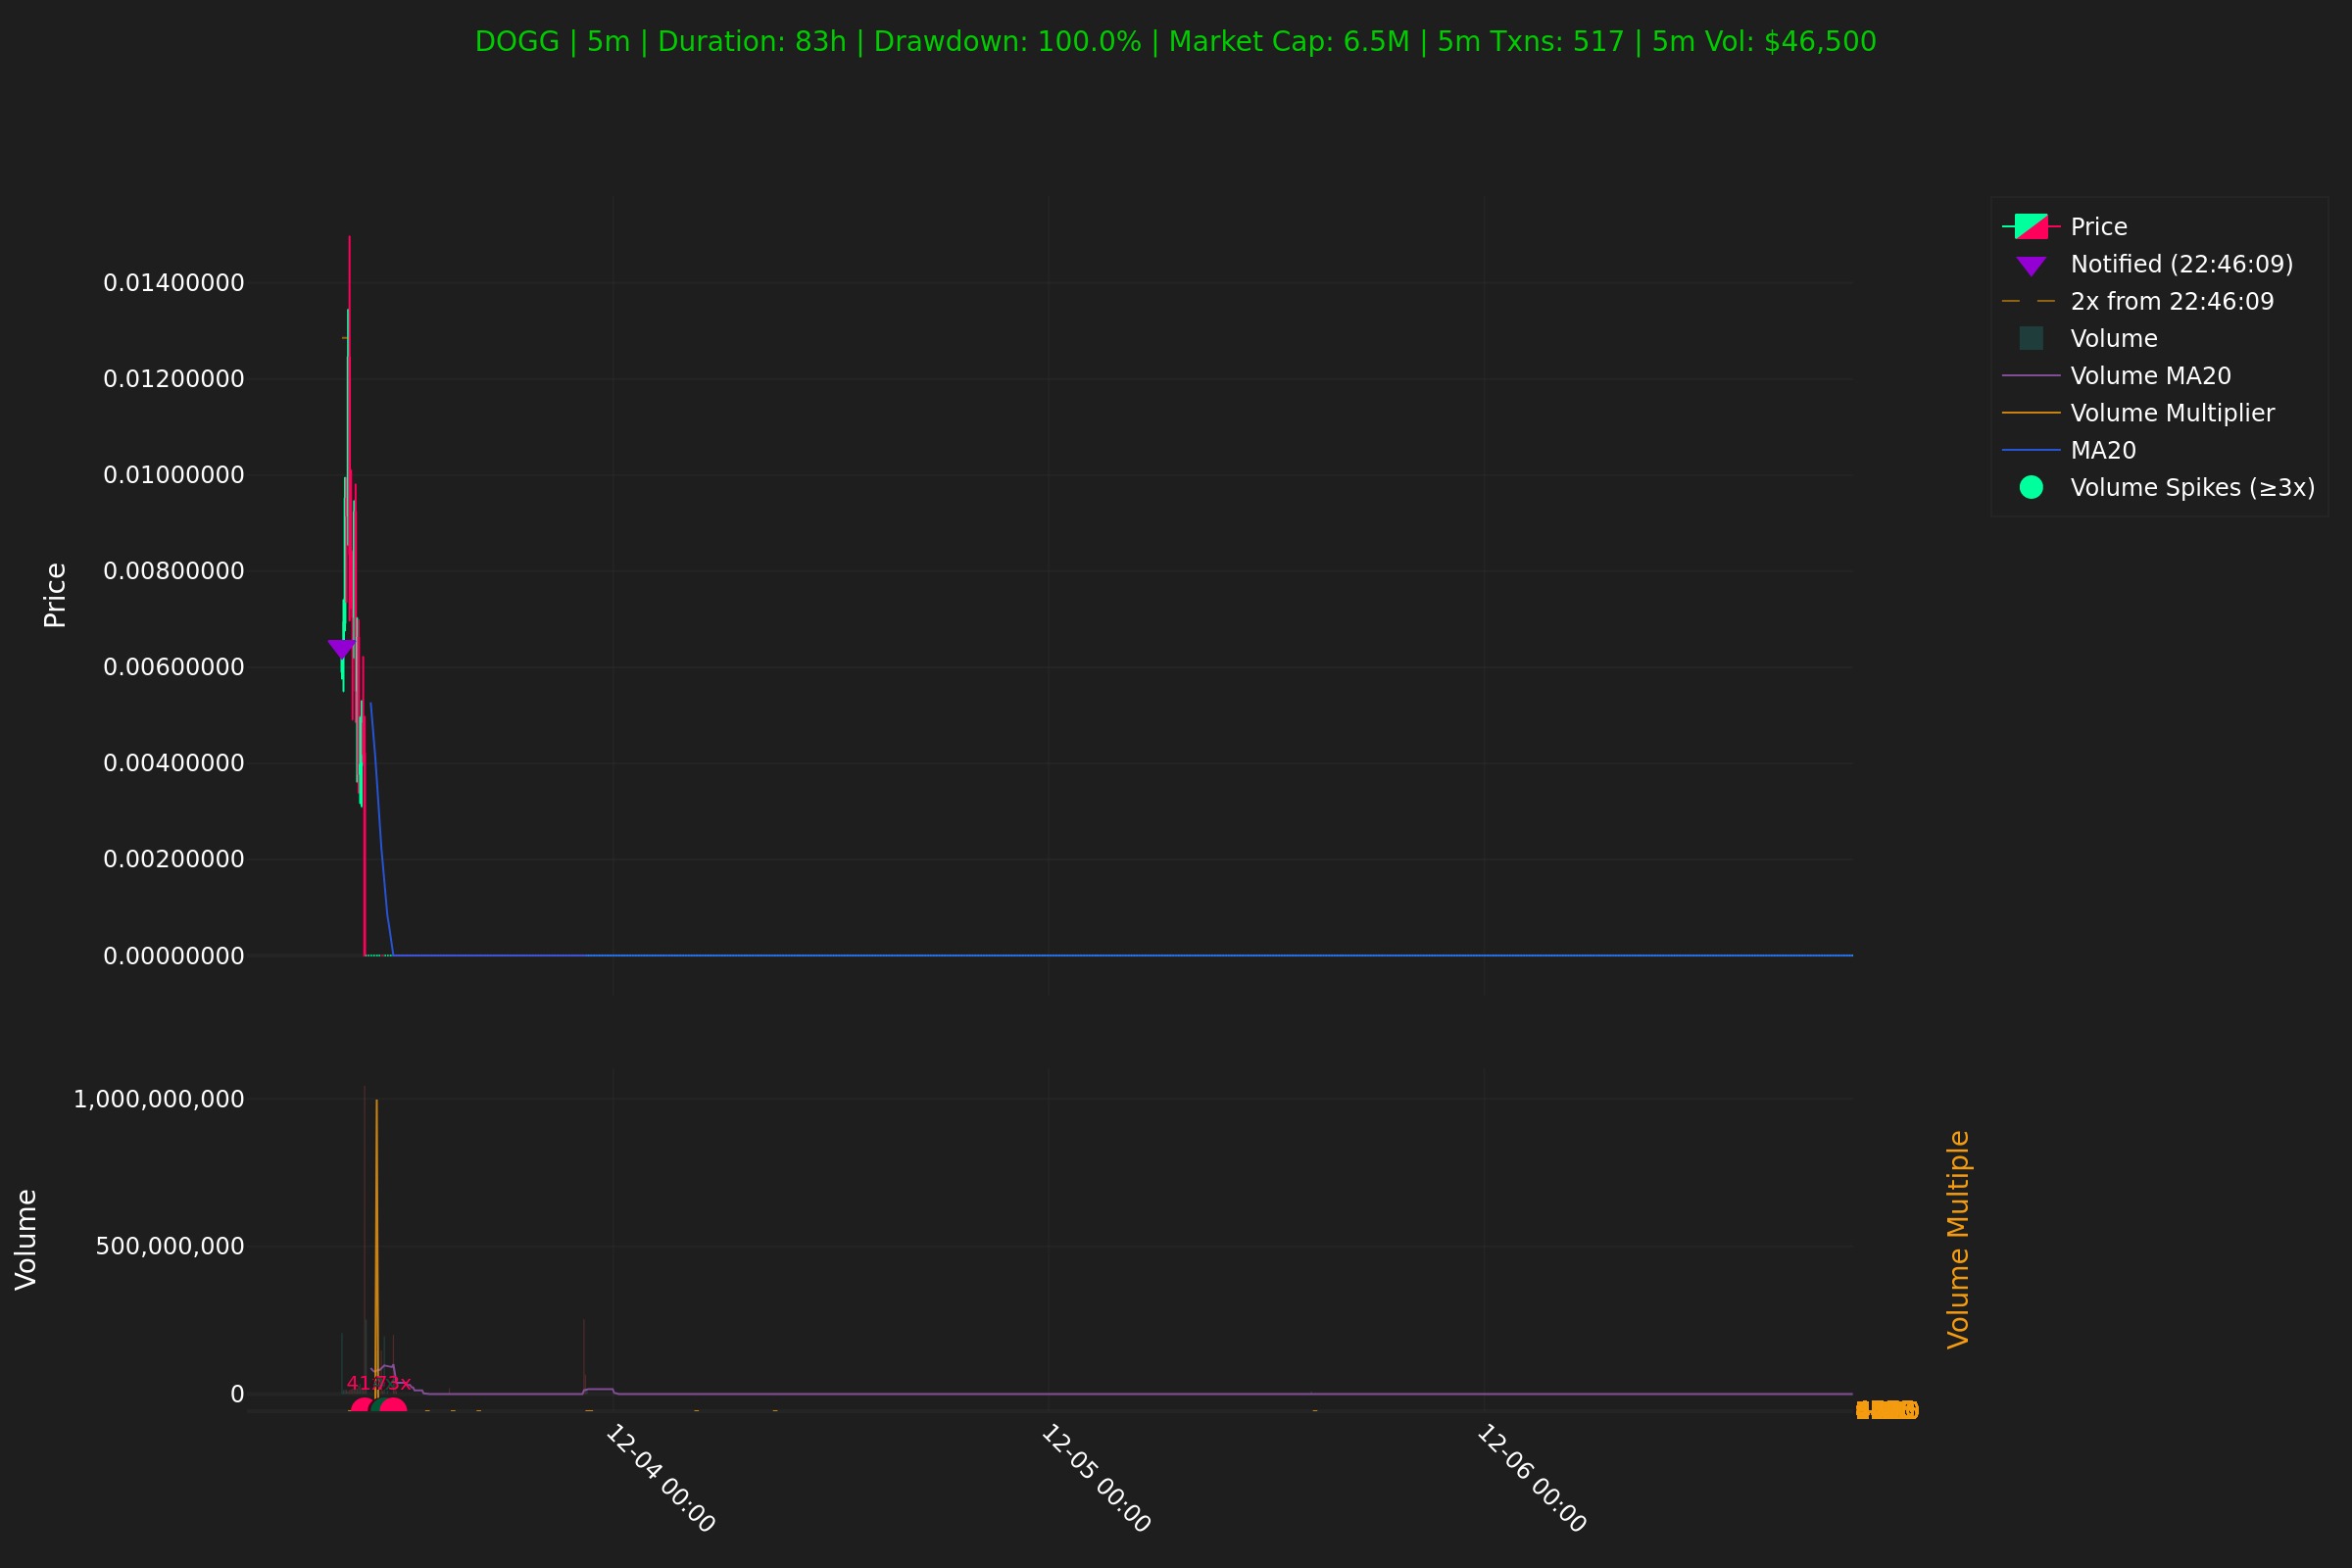 DOGG | 5m | Duration: 83h | Drawdown: 100.0% | Market Cap: 6.5M | 5m Txns: 517 | 5m Vol: $46,500
Price
Notified (22:46:09)
2x from 22:46:09
Volume
Volume MA20
Volume Multiplier
MA20
Volume Spikes (≥3x)
Price
0.01400000
0.01200000
0.01000000
0.00800000
0.00600000
0.00400000
0.00200000
0.00000000
Volume
1,000,000,000
500,000,000
0
Volume Multiple
12-04 00:00
12-05 00:00
12-06 00:00